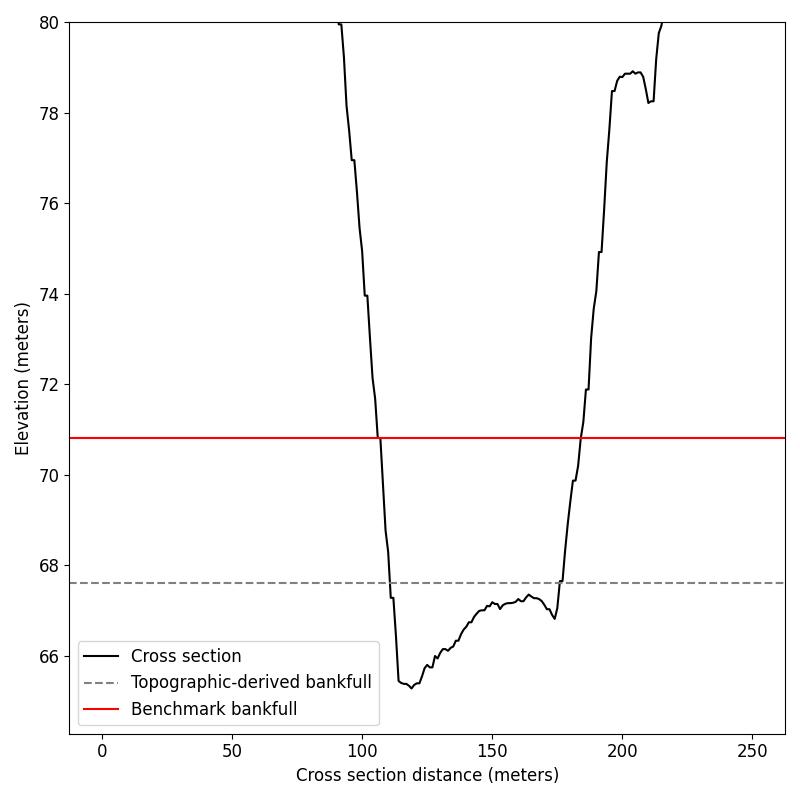 80
78
76
74
72
70
68
66
Elevation (meters)
Cross section
Topographic-derived bankfull
Benchmark bankfull
0 50 100 150 200 250
Cross section distance (meters)